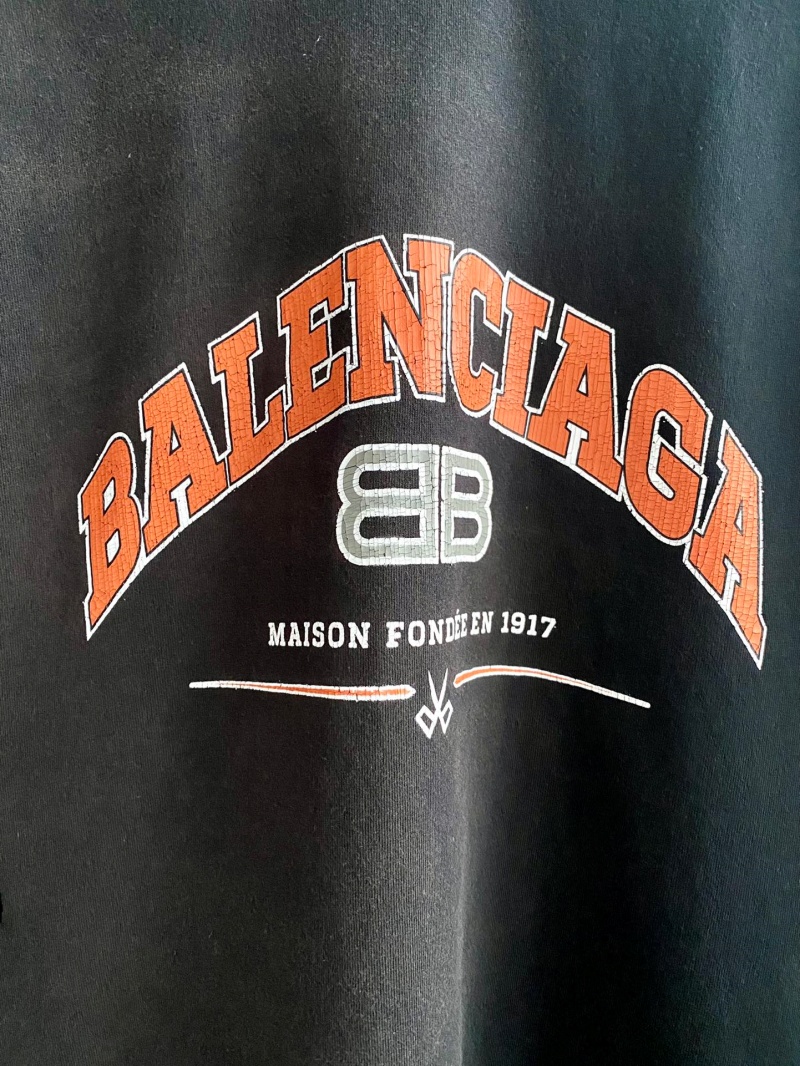 BALENCIAGA
BB
MAISON FONDÉE EN 1917